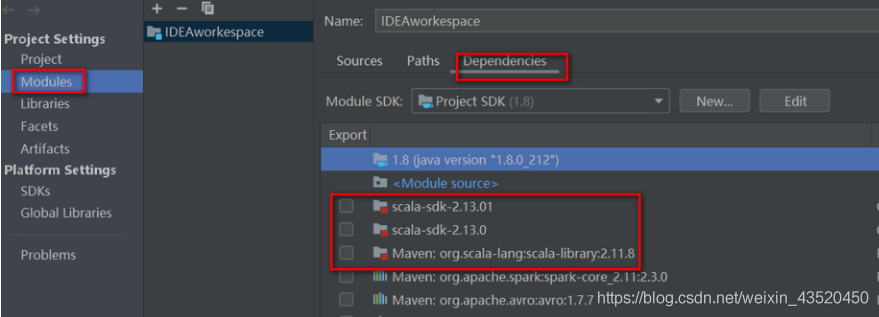 Project Settings
Project
Modules
Libraries
Facets
Artifacts
Platform Settings
SDKs
Global Libraries
Problems
IDEAworkespace
Name: IDEAworkespace
Sources Paths Dependencies
Module SDK: Project SDK (1.8) New... Edit
Export
1.8 (java version "1.8.0_212")
<Module source>
scala-sdk-2.13.01
scala-sdk-2.13.0
Maven: org.scala-lang:scala-library:2.11.8
Maven: org.apache.spark:spark-core_2.11:2.3.0
Maven: org.apache.avro:avro:1.7.7
https://blog.csdn.net/weixin_43520450